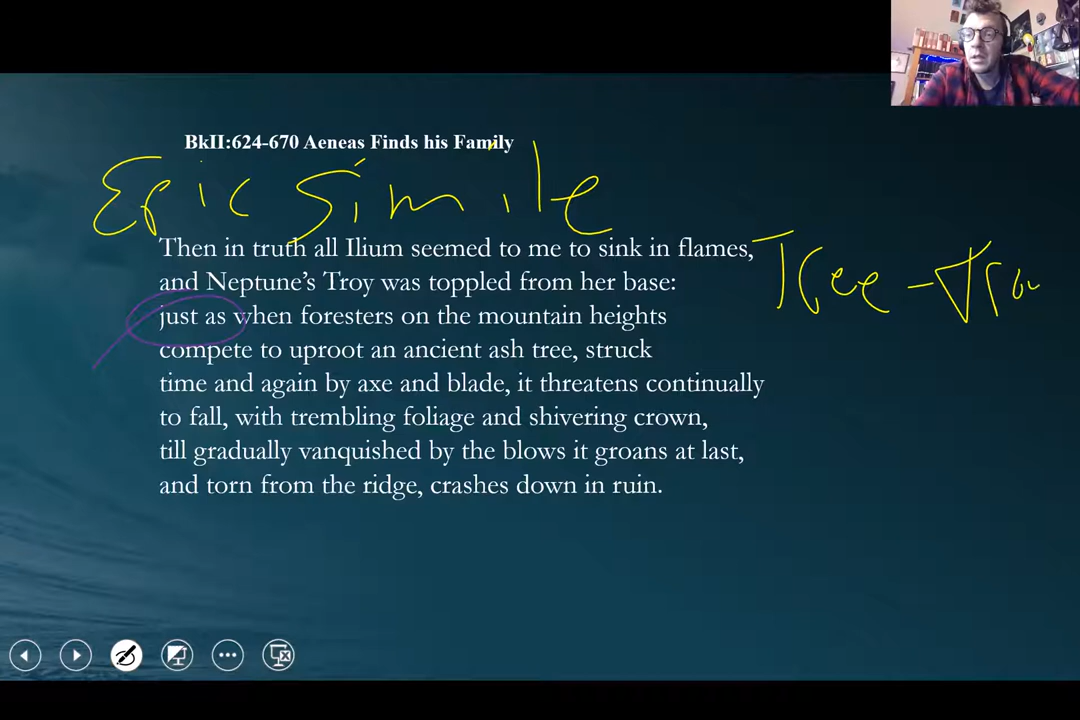 BkII:624-670 Aeneas Finds his Family
Epic Simile
Then in truth all Ilium seemed to me to sink in flames,
and Neptune’s Troy was toppled from her base:
Tree -
just as when foresters on the mountain heights
compete to uproot an ancient ash tree, struck
time and again by axe and blade, it threatens continually
to fall, with trembling foliage and shivering crown,
till gradually vanquished by the blows it groans at last,
and torn from the ridge, crashes down in ruin.